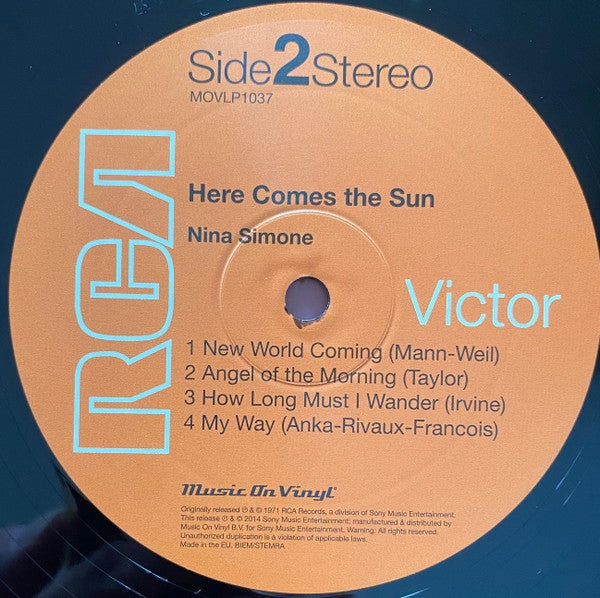 Side 2 Stereo
MOVLP1037
RCA
Here Comes the Sun
Nina Simone
Victor
1 New World Coming (Mann-Weil)
2 Angel of the Morning (Taylor)
3 How Long Must I Wander (Irvine)
4 My Way (Anka-Rivaux-Francois)
Music On Vinyl®
Originally released ℗ & © 1971 RCA Records, a division of Sony Music Entertainment.
This release ℗ & © 2014 Sony Music Entertainment; manufactured & distributed by
Music On Vinyl B.V. for Sony Music Entertainment. Warning: All rights reserved.
Unauthorized duplication is a violation of applicable laws.
Made in the EU. BIEM/STEMRA